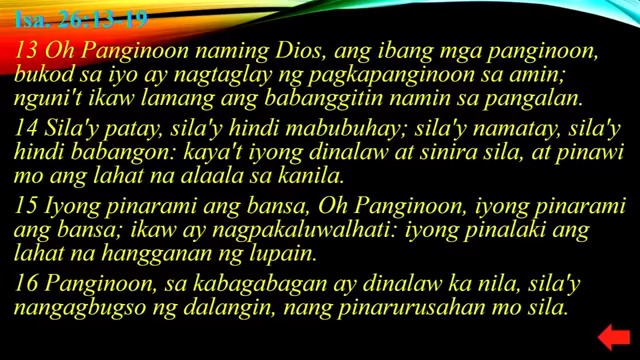 Isa. 26:13-19
13 Oh Panginoon naming Dios, ang ibang mga panginoon,
bukod sa iyo ay nagtaglay ng pagkapanginoon sa amin;
nguni't ikaw lamang ang babanggitin namin sa pangalan.
14 Sila'y patay, sila'y hindi mabubuhay; sila'y namatay, sila'y
hindi babangon: kaya't iyong dinalaw at sinira sila, at pinawi
mo ang lahat na alaala sa kanila.
15 Iyong pinarami ang bansa, Oh Panginoon, iyong pinarami
ang bansa; ikaw ay nagpakaluwalhati: iyong pinalaki ang
lahat na hangganan ng lupain.
16 Panginoon, sa kabagabagan ay dinalaw ka nila, sila'y
nangagbugso ng dalangin, nang pinarurusahan mo sila.